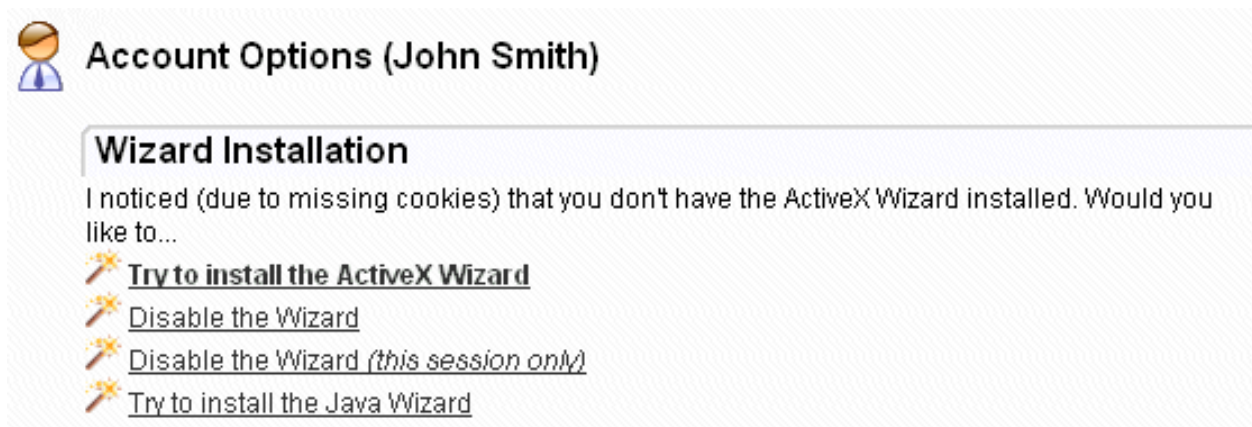 Account Options (John Smith)
Wizard Installation
I noticed (due to missing cookies) that you don't have the ActiveX Wizard installed. Would you
like to...
Try to install the ActiveX Wizard
Disable the Wizard
Disable the Wizard (this session only)
Try to install the Java Wizard